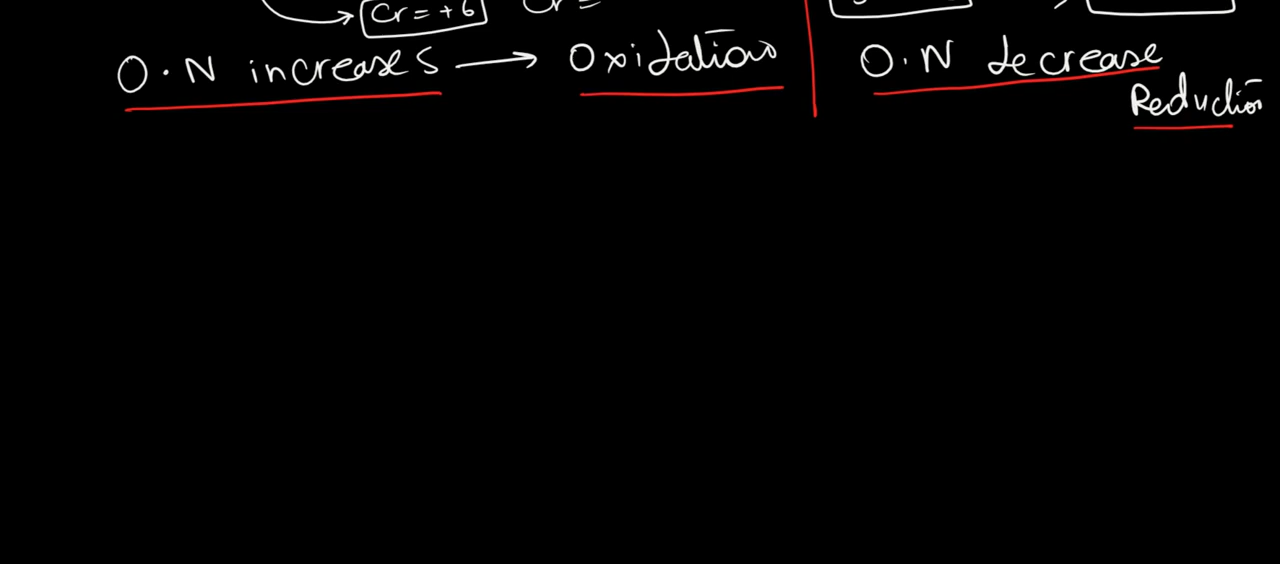 Cr = +6
O.N increases → Oxidation
O.N decrease
Reduction